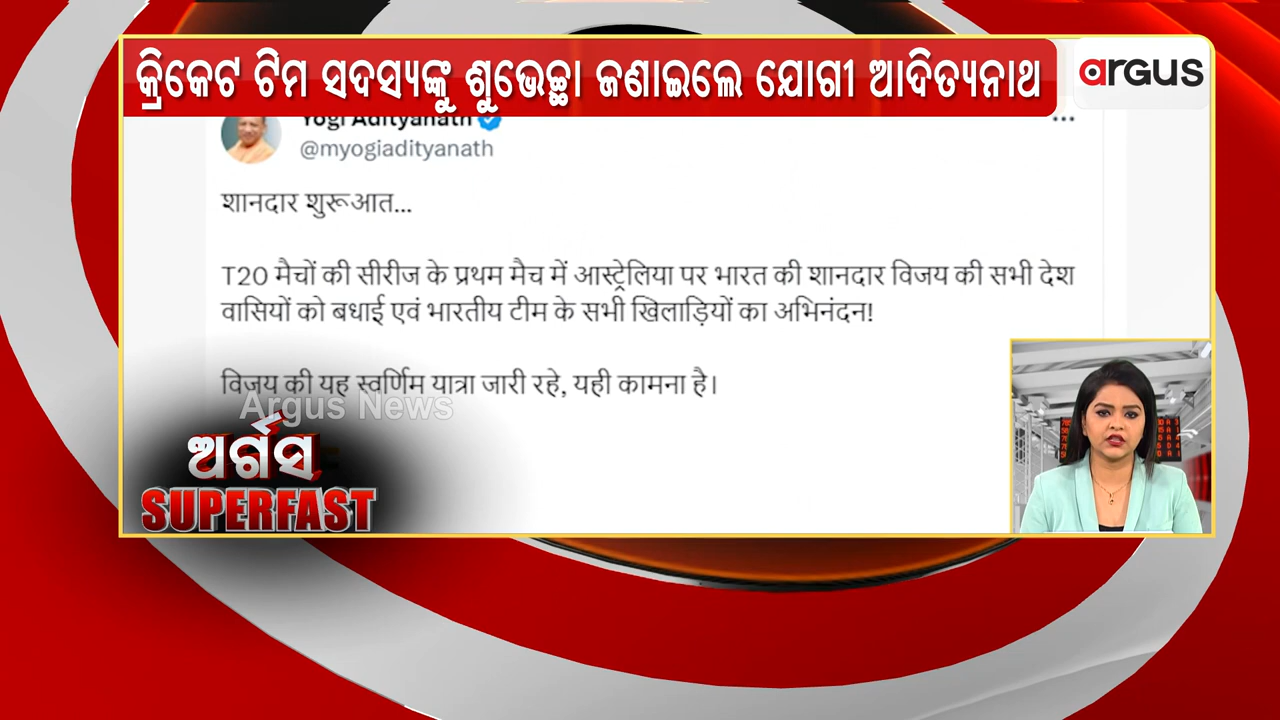 କ୍ରିକେଟ ଟିମ ସଦସ୍ୟଙ୍କୁ ଶୁଭେଚ୍ଛା ଜଣାଇଲେ ଯୋଗୀ ଆଦିତ୍ୟନାଥ
argus
Yogi Adityanath
@myogiadityanath
शानदार शुरूआत...
T20 मैचों की सीरीज के प्रथम मैच में आस्ट्रेलिया पर भारत की शानदार विजय की सभी देश
वासियों को बधाई एवं भारतीय टीम के सभी खिलाड़ियों का अभिनंदन!
विजय की यह स्वर्णिम यात्रा जारी रहे, यही कामना है।
Argus News
ଅର୍ଗସ
SUPERFAST